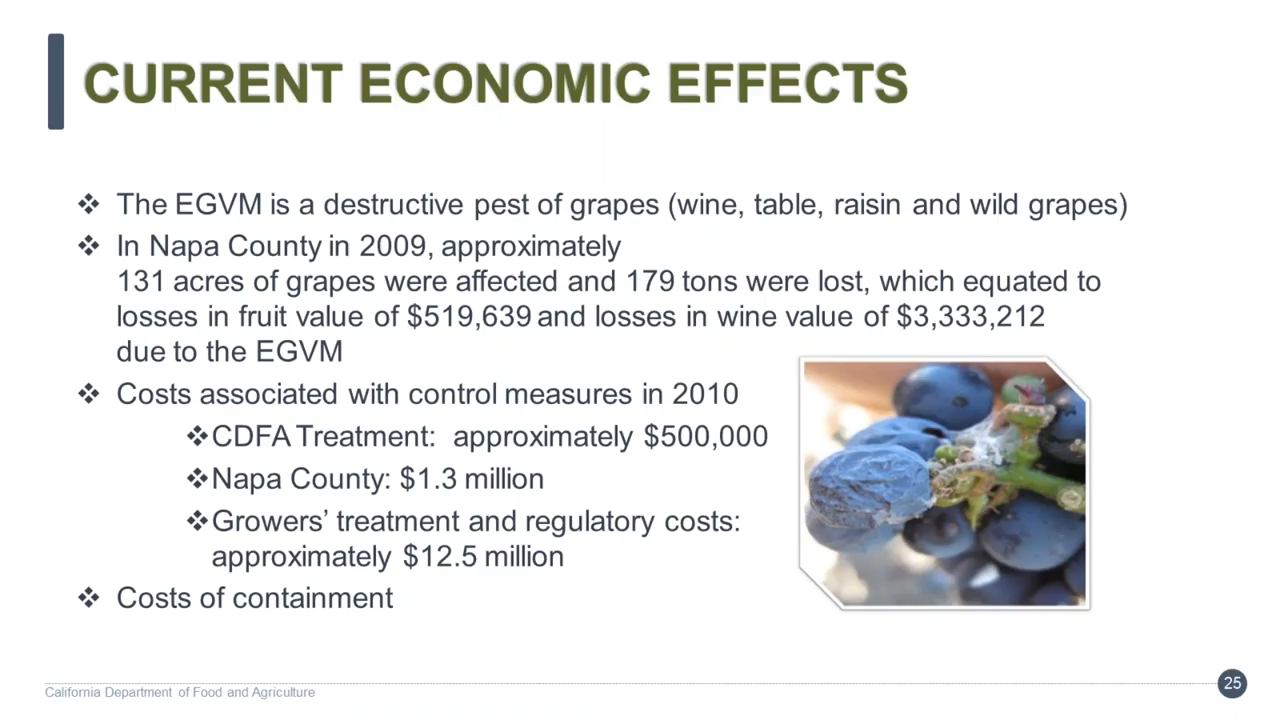 CURRENT ECONOMIC EFFECTS
❖ The EGVM is a destructive pest of grapes (wine, table, raisin and wild grapes)
❖ In Napa County in 2009, approximately
131 acres of grapes were affected and 179 tons were lost, which equated to
losses in fruit value of $519,639 and losses in wine value of $3,333,212
due to the EGVM
❖ Costs associated with control measures in 2010
❖CDFA Treatment: approximately $500,000
❖Napa County: $1.3 million
❖Growers’ treatment and regulatory costs:
approximately $12.5 million
❖ Costs of containment
California Department of Food and Agriculture
25